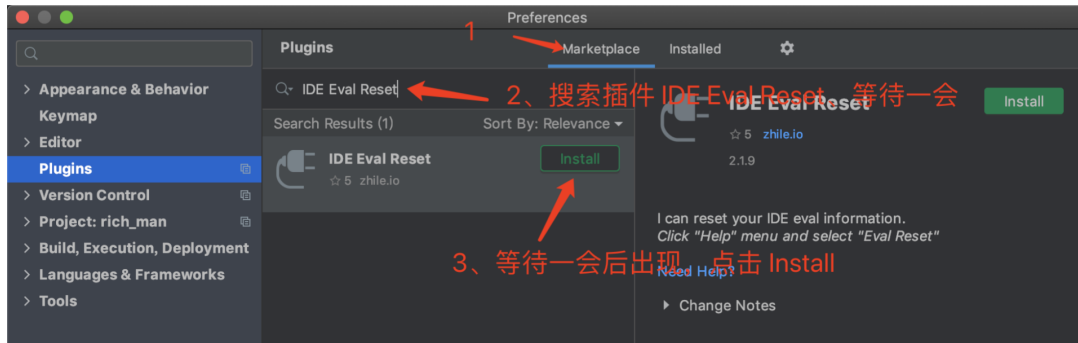 Preferences
1
Plugins
Marketplace
Installed
Appearance & Behavior
Keymap
Editor
Plugins
Version Control
Project: rich_man
Build, Execution, Deployment
Languages & Frameworks
Tools
IDE Eval Reset
2、搜索插件 IDE Eval Reset，等待一会
Search Results (1)
Sort By: Relevance
IDE Eval Reset
5 zhile.io
Install
3、等待一会后出现，点击 Install
IDE Eval Reset
Install
5 zhile.io
2.1.9
I can reset your IDE eval information.
Click "Help" menu and select "Eval Reset"
Need Help?
Change Notes